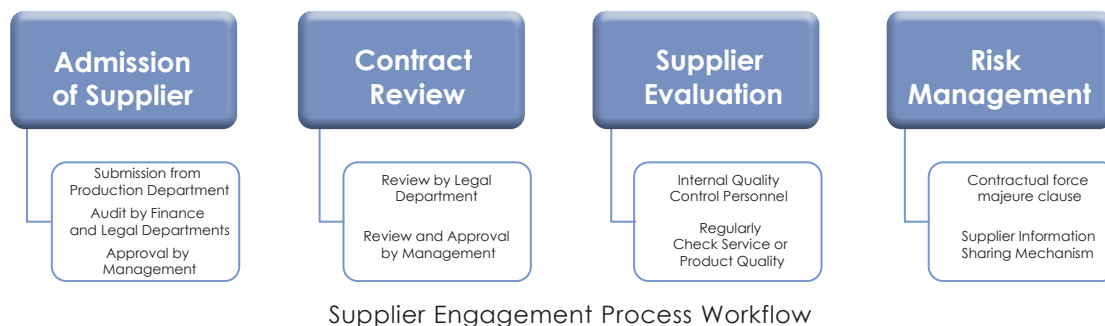 Admission
of Supplier
Submission from
Production Department
Audit by Finance
and Legal Departments
Approval by
Management
Contract
Review
Review by Legal
Department
Review and Approval
by Management
Supplier
Evaluation
Internal Quality
Control Personnel
Regularly
Check Service or
Product Quality
Risk
Management
Contractual force
majeure clause
Supplier Information
Sharing Mechanism
Supplier Engagement Process Workflow